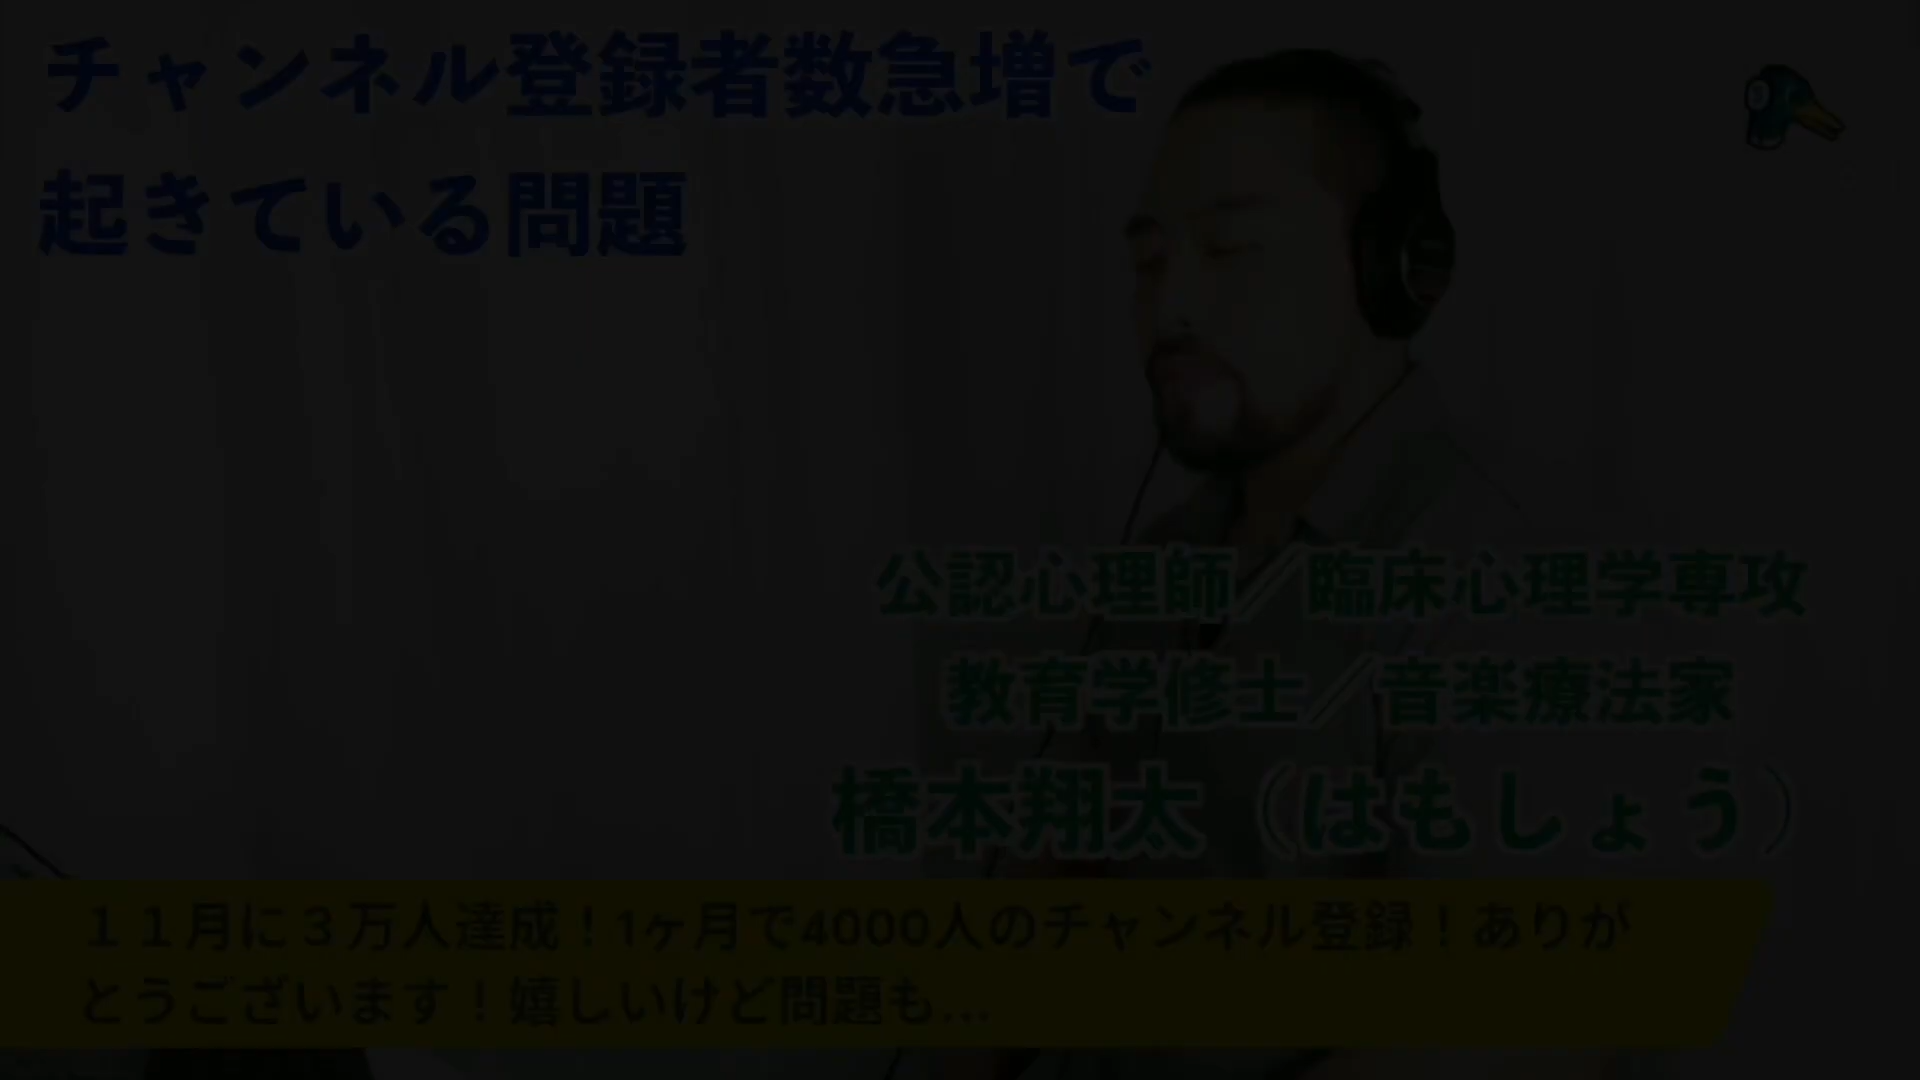 チャンネル登録者数急増で
起きている問題
公認心理師／臨床心理学専攻
教育学修士／音楽療法家
橋本翔太（はもしょう）
１１月に３万人達成！1ヶ月で4000人のチャンネル登録！ありが
とうございます！嬉しいけど問題も...